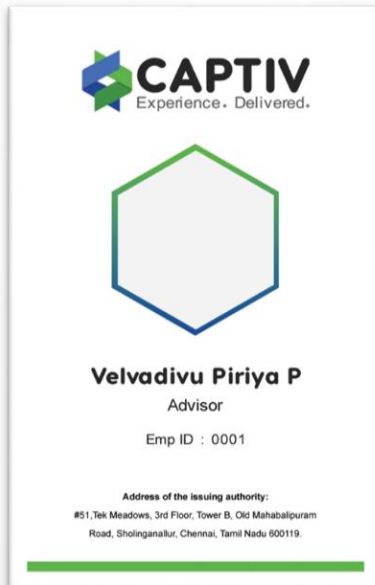 CAPTIV
Experience. Delivered.
Velvadivu Piriya P
Advisor
Emp ID : 0001
Address of the issuing authority:
#51,Tek Meadows, 3rd Floor, Tower B, Old Mahabalipuram
Road, Sholinganallur, Chennai, Tamil Nadu 600119.